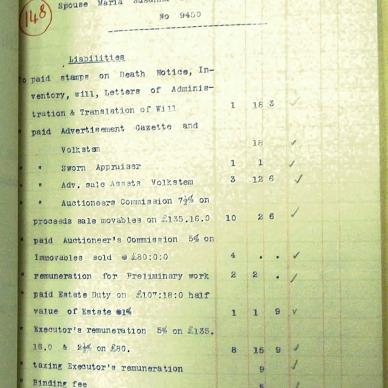 148
Spouse Maria
No 9450
Liabilities
To paid stamps on Death Notice, In-
ventory, will, Letters of Adminis-
tration & Translation of Will 1 18 3
" paid Advertisement Gazette and
Volkstem 18 ✓
" " Sworn Appraiser 1 1 ✓
" " Adv. sale Assets Volkstem 3 12 6 ✓
" " Auctioneers Commission 7½% on
proceeds sale movables on £135.16.0 10 2 6 ✓
" paid Auctioneer's Commission 5% on
Immovables sold @ £80:0:0 4 . . ✓
" remuneration for Preliminary work 2 2 . ✓
" paid Estate Duty on £107:18:0 half
value of Estate @1% 1 1 9 ✓
" Executor's remuneration 5% on £135.
16.0 & 2½% on £80. 8 15 9 ✓
" taxing Executor's remuneration 9 ✓
" Binding fee ✓